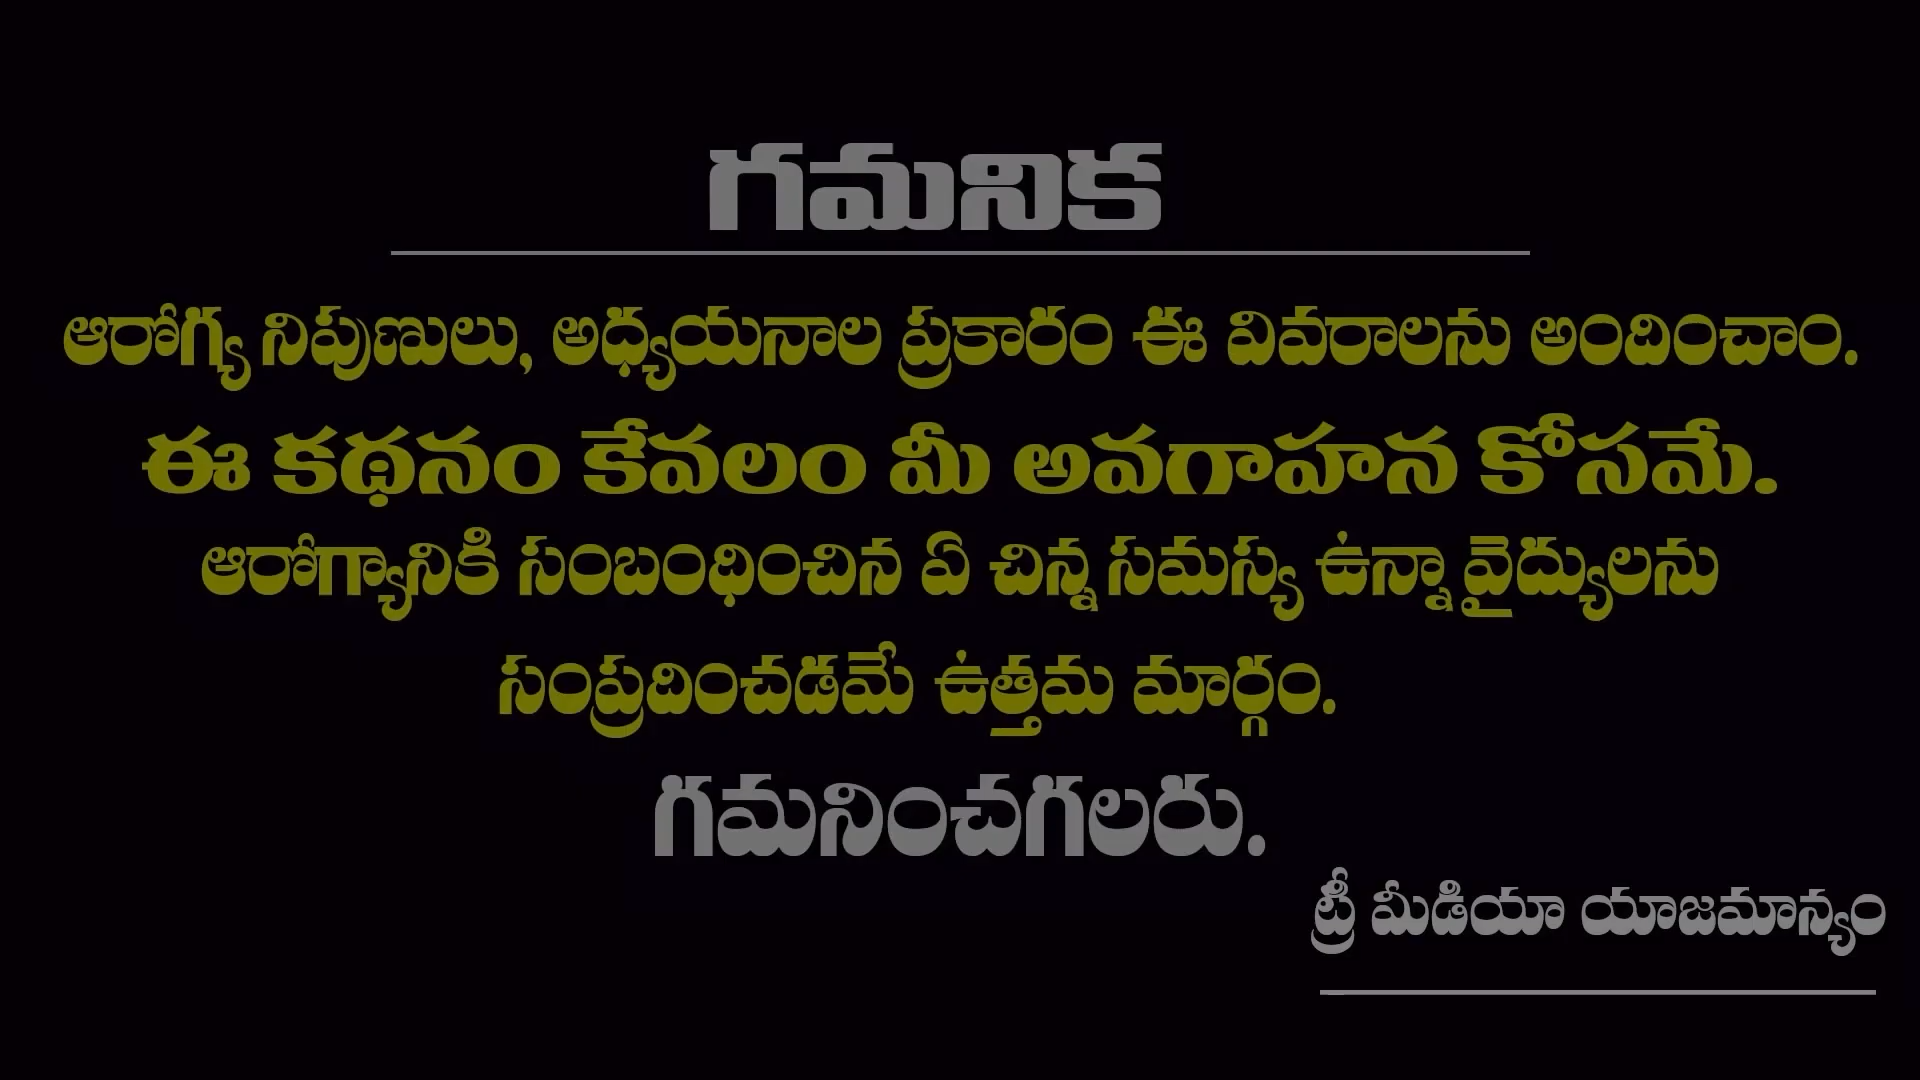 గమనిక
ఆరోగ్య నిపుణులు, అధ్యయనాల ప్రకారం ఈ వివరాలను అందించాం.
ఈ కథనం కేవలం మీ అవగాహన కోసమే.
ఆరోగ్యానికి సంబంధించిన ఏ చిన్న సమస్య ఉన్నా వైద్యులను
సంప్రదించడమే ఉత్తమ మార్గం.
గమనించగలరు.
ట్రీ మీడియా యాజమాన్యం